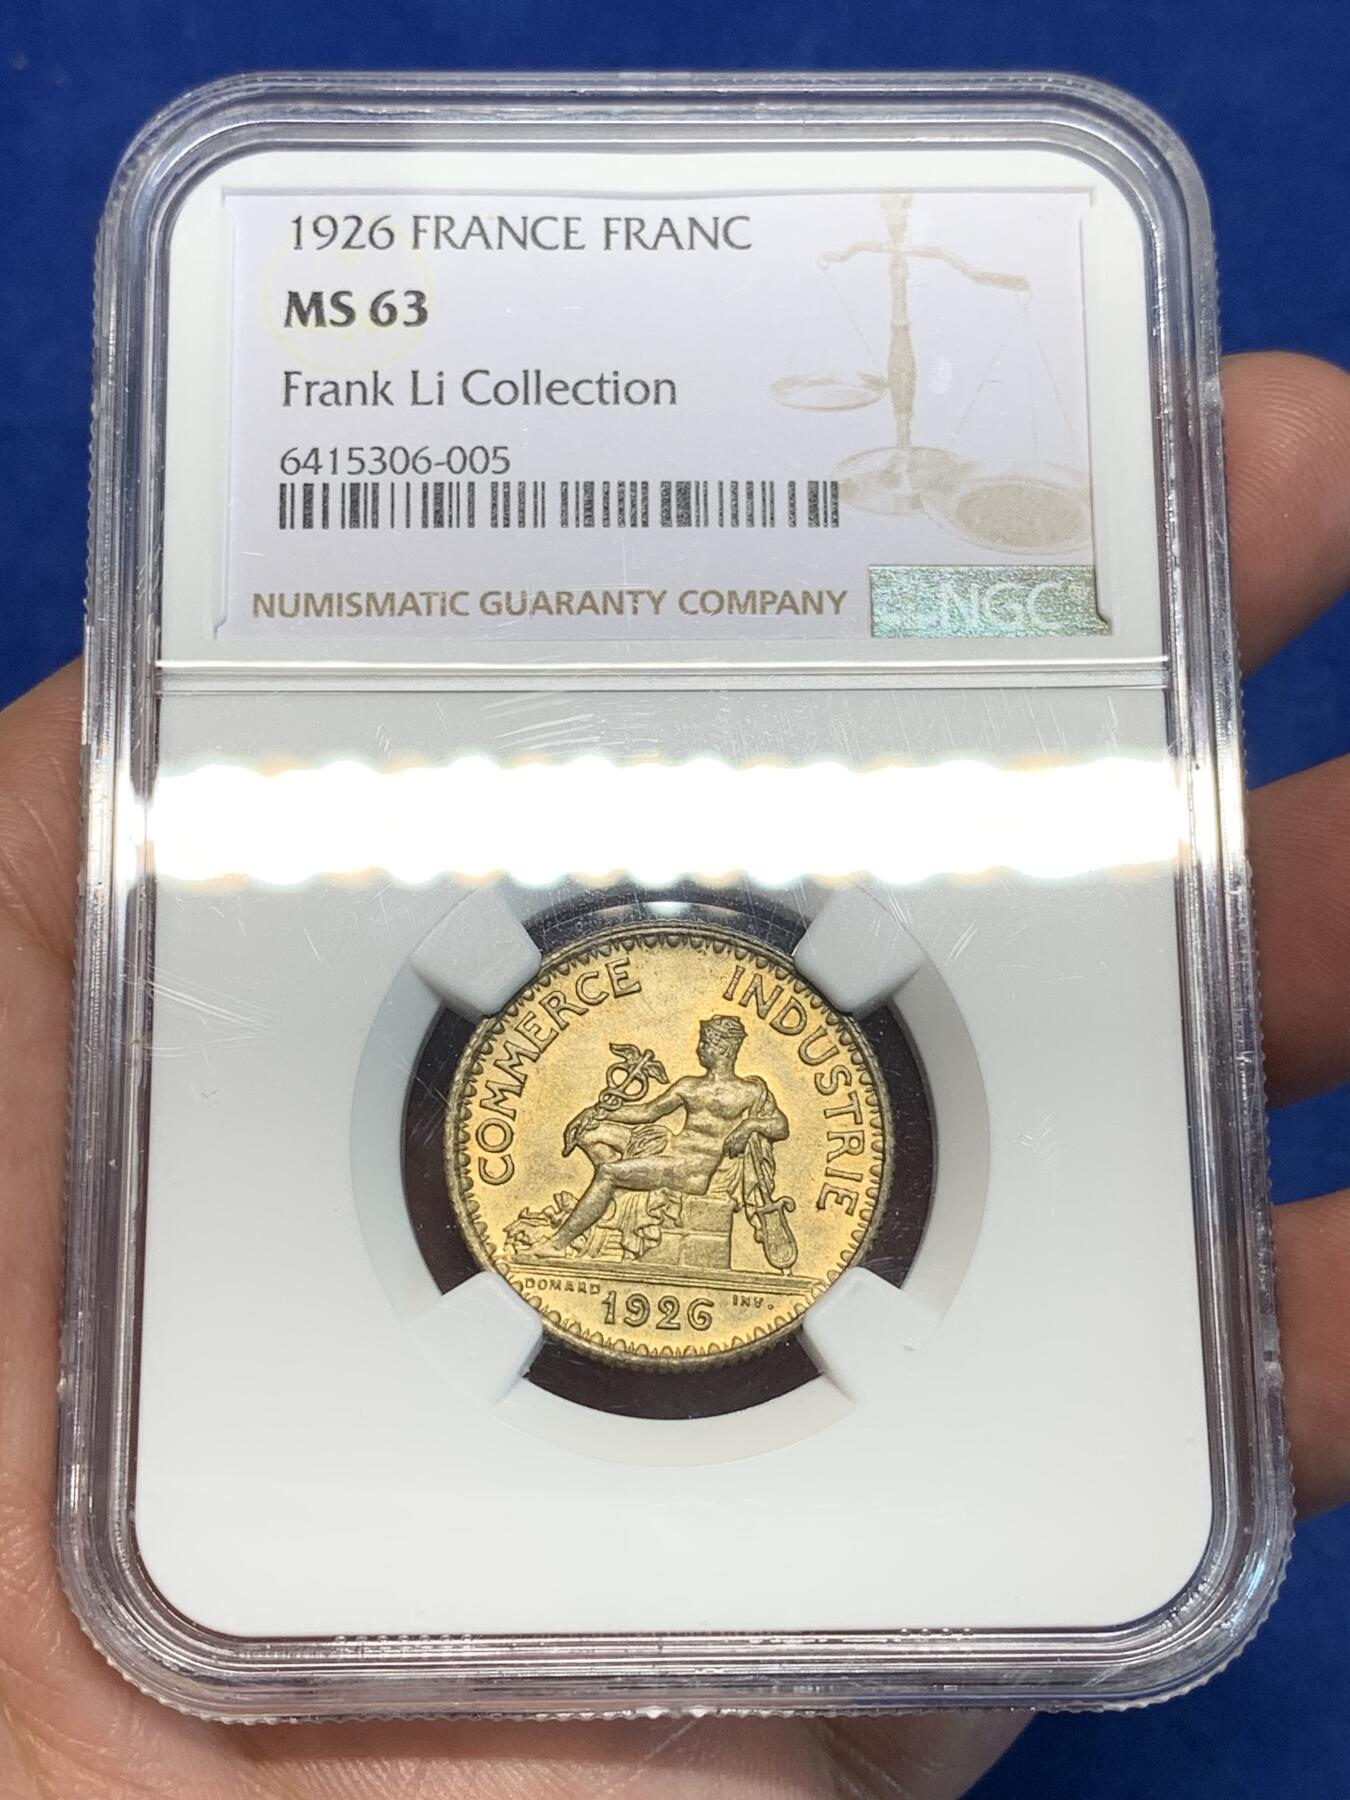 1926 FRANCE FRANC
MS 63
Frank Li Collection
6415306-005
NUMISMATIC GUARANTY COMPANY
NGC
COMMERCE INDUSTRIE
DOMARD INV.
1926